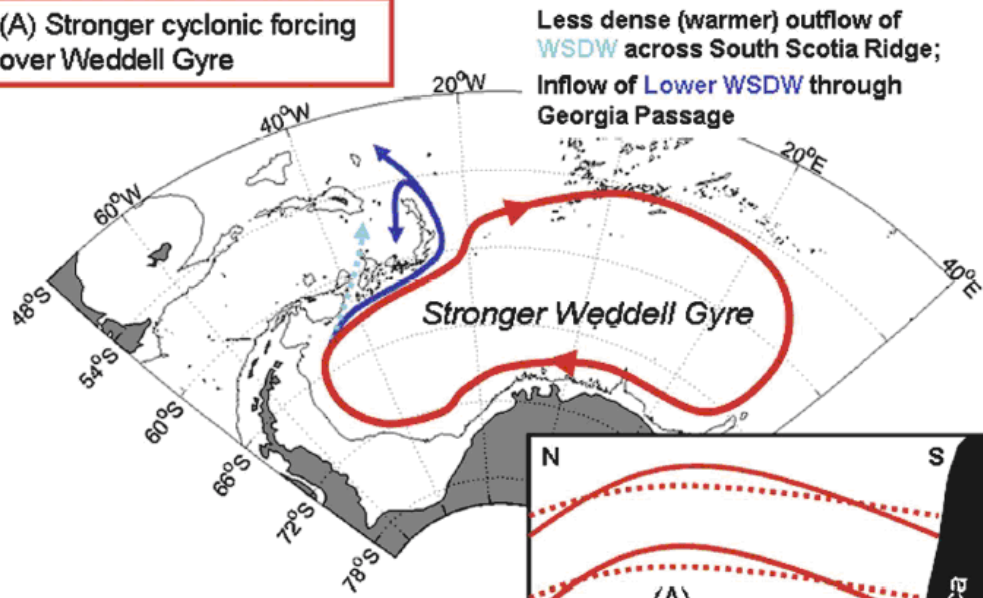 (A) Stronger cyclonic forcing
over Weddell Gyre
Less dense (warmer) outflow of
WSDW across South Scotia Ridge;
Inflow of Lower WSDW through
Georgia Passage
20°W
40°W
20°E
60°W
40°E
48°S
Stronger Weddell Gyre
54°S
60°S
66°S
72°S
78°S
N
S
(A)